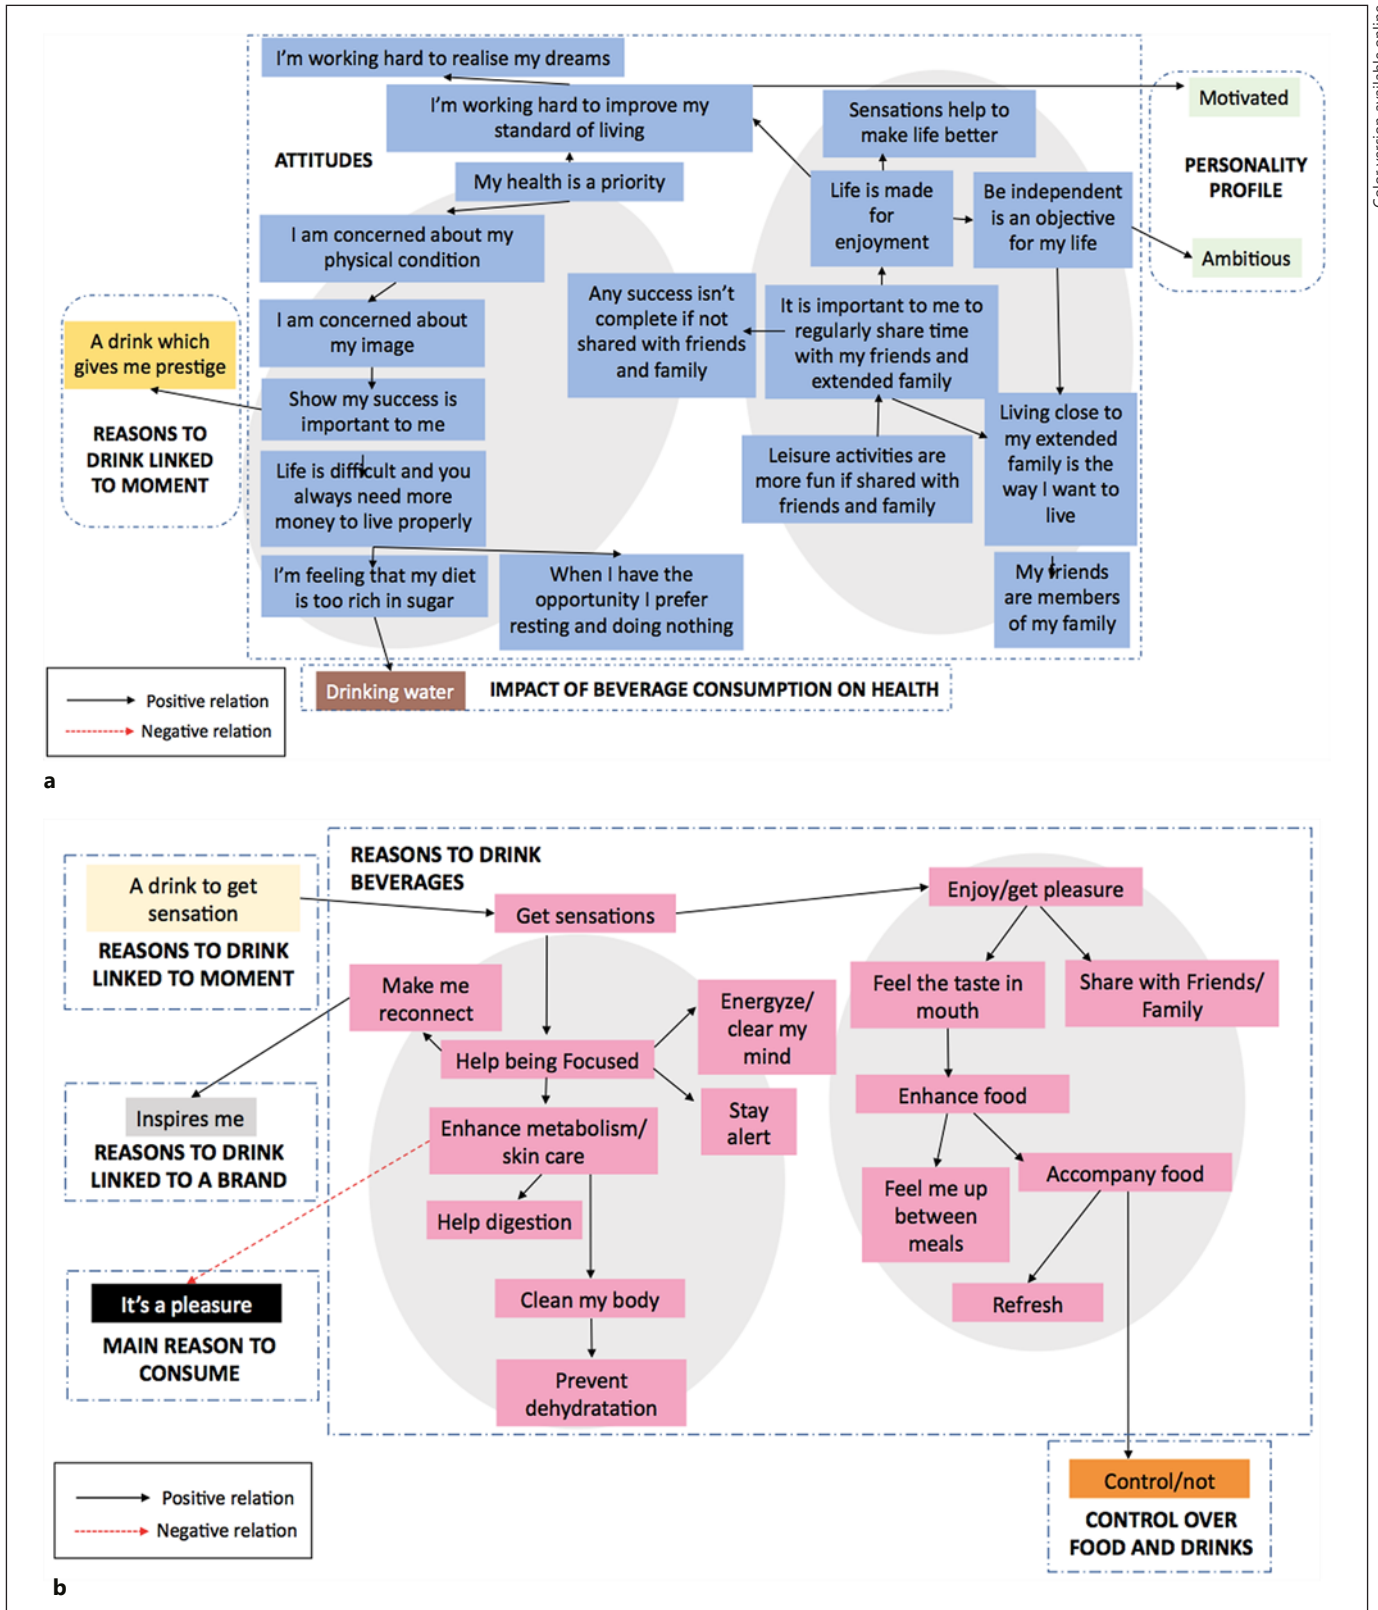 Color version available online
I'm working hard to realise my dreams
I'm working hard to improve my
standard of living
ATTITUDES
My health is a priority
I am concerned about my
physical condition
I am concerned about
my image
Show my success is
important to me
Life is difficult and you
always need more
money to live properly
I'm feeling that my diet
is too rich in sugar
When I have the
opportunity I prefer
resting and doing nothing
Any success isn't
complete if not
shared with friends
and family
Sensations help to
make life better
Life is made
for
enjoyment
Be independent
is an objective
for my life
It is important to me to
regularly share time
with my friends and
extended family
Leisure activities are
more fun if shared with
friends and family
Living close to
my extended
family is the
way I want to
live
My friends
are members
of my family
Motivated
PERSONALITY
PROFILE
Ambitious
A drink which
gives me prestige
REASONS TO
DRINK LINKED
TO MOMENT
Drinking water
IMPACT OF BEVERAGE CONSUMPTION ON HEALTH
Positive relation
Negative relation
a
REASONS TO DRINK
BEVERAGES
A drink to get
sensation
REASONS TO DRINK
LINKED TO MOMENT
Get sensations
Enjoy/get pleasure
Make me
reconnect
Energyze/
clear my
mind
Help being Focused
Stay
alert
Enhance metabolism/
skin care
Help digestion
Clean my body
Prevent
dehydratation
Feel the taste in
mouth
Share with Friends/
Family
Enhance food
Feel me up
between
meals
Accompany food
Refresh
Inspires me
REASONS TO DRINK
LINKED TO A BRAND
It's a pleasure
MAIN REASON TO
CONSUME
Control/not
CONTROL OVER
FOOD AND DRINKS
Positive relation
Negative relation
b